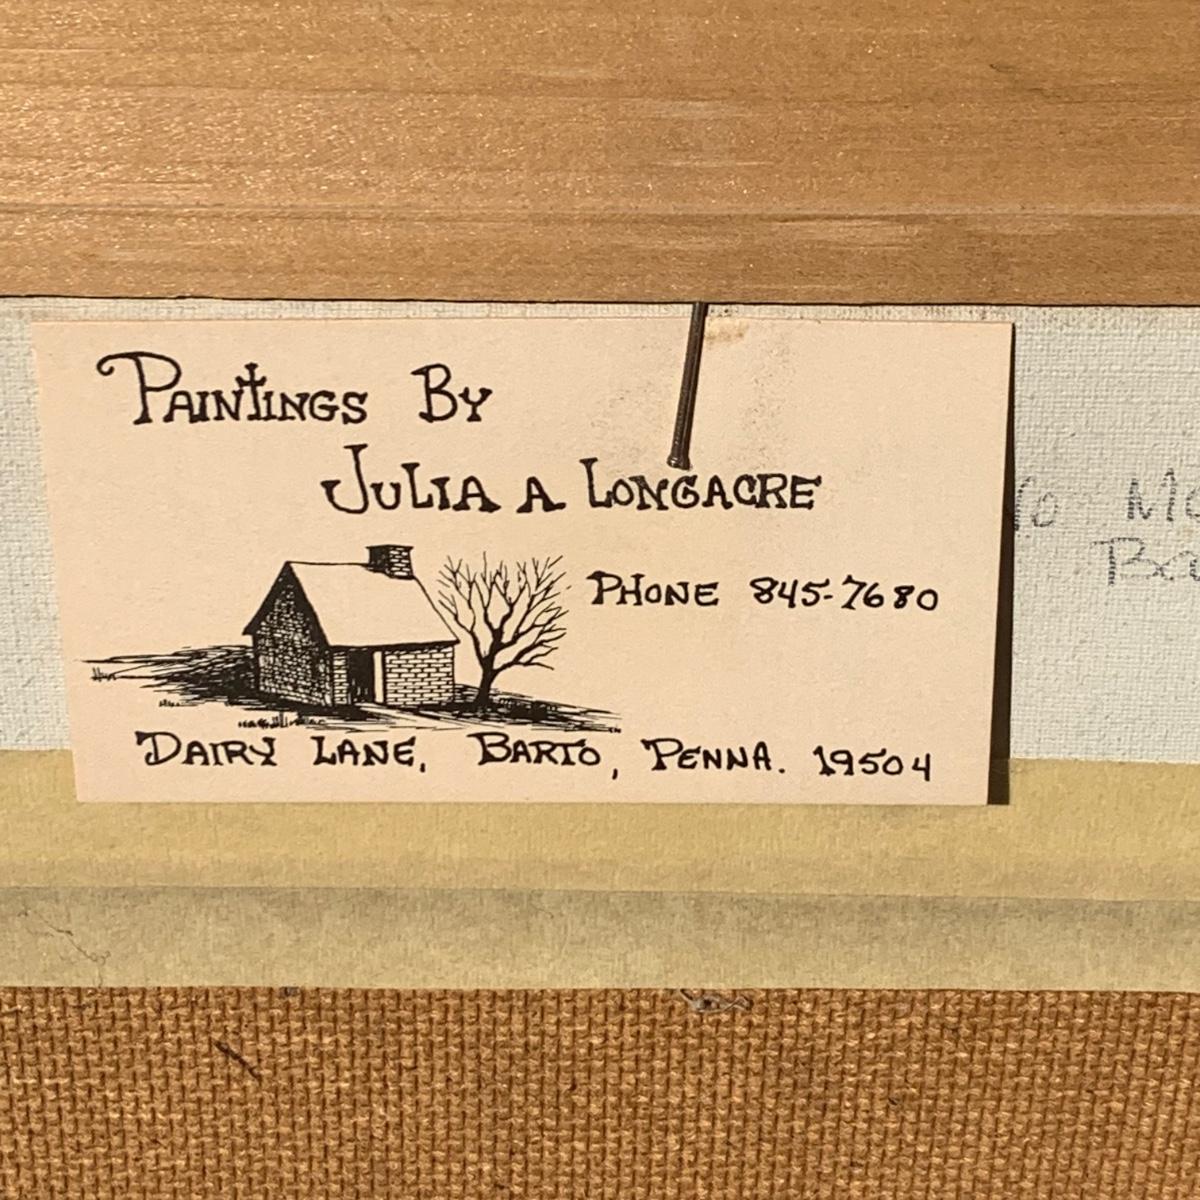 Paintings By
Julia A Longacre
Phone 845-7680
Dairy Lane, Barto, Penna. 19504